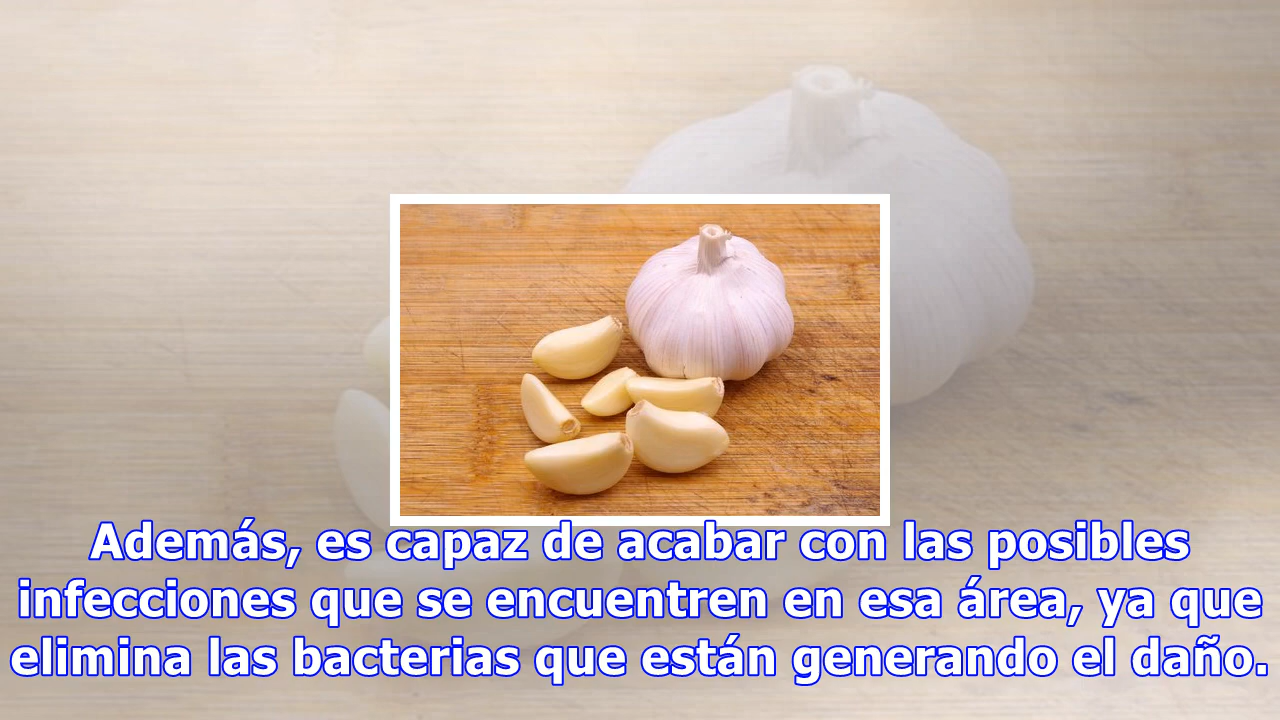 Además, es capaz de acabar con las posibles
infecciones que se encuentren en esa área, ya que
elimina las bacterias que están generando el daño.